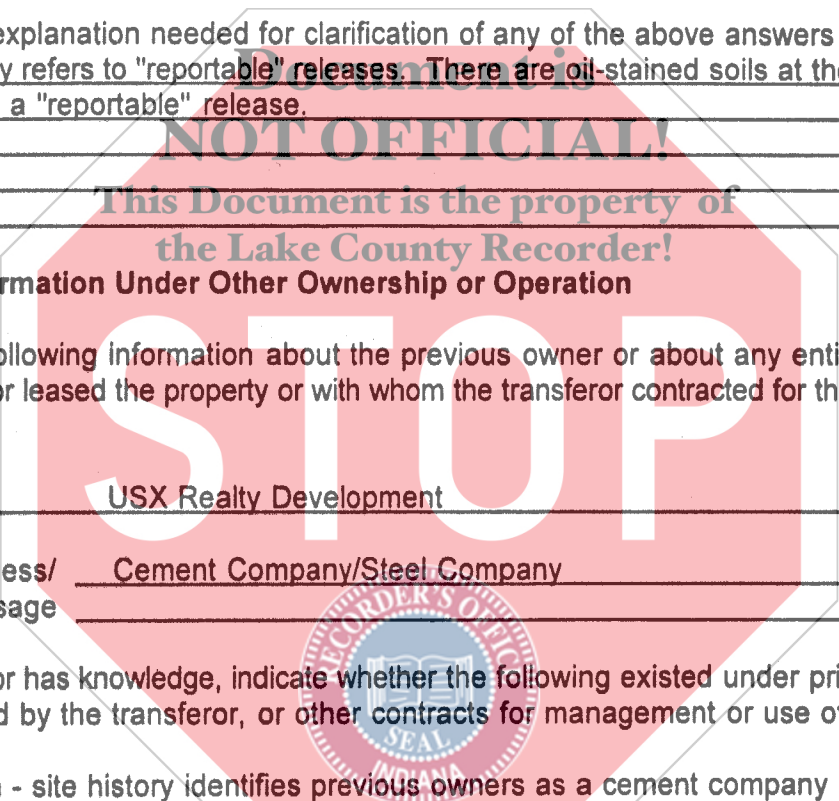 explanation needed for clarification of any of the above answers
y refers to "reportable" releases. There are oil-stained soils at the
a "reportable" release.
Document is
NOT OFFICIAL!
This Document is the property of
the Lake County Recorder!
rmation Under Other Ownership or Operation
ollowing information about the previous owner or about any enti
or leased the property or with whom the transferor contracted for th
STOP
USX Realty Development
ess/ Cement Company/Steel Company
sage
RECORDER'S OFFICE
SEAL
INDIANA
or has knowledge, indicate whether the following existed under pri
d by the transferor, or other contracts for management or use of
- site history identifies previous owners as a cement company